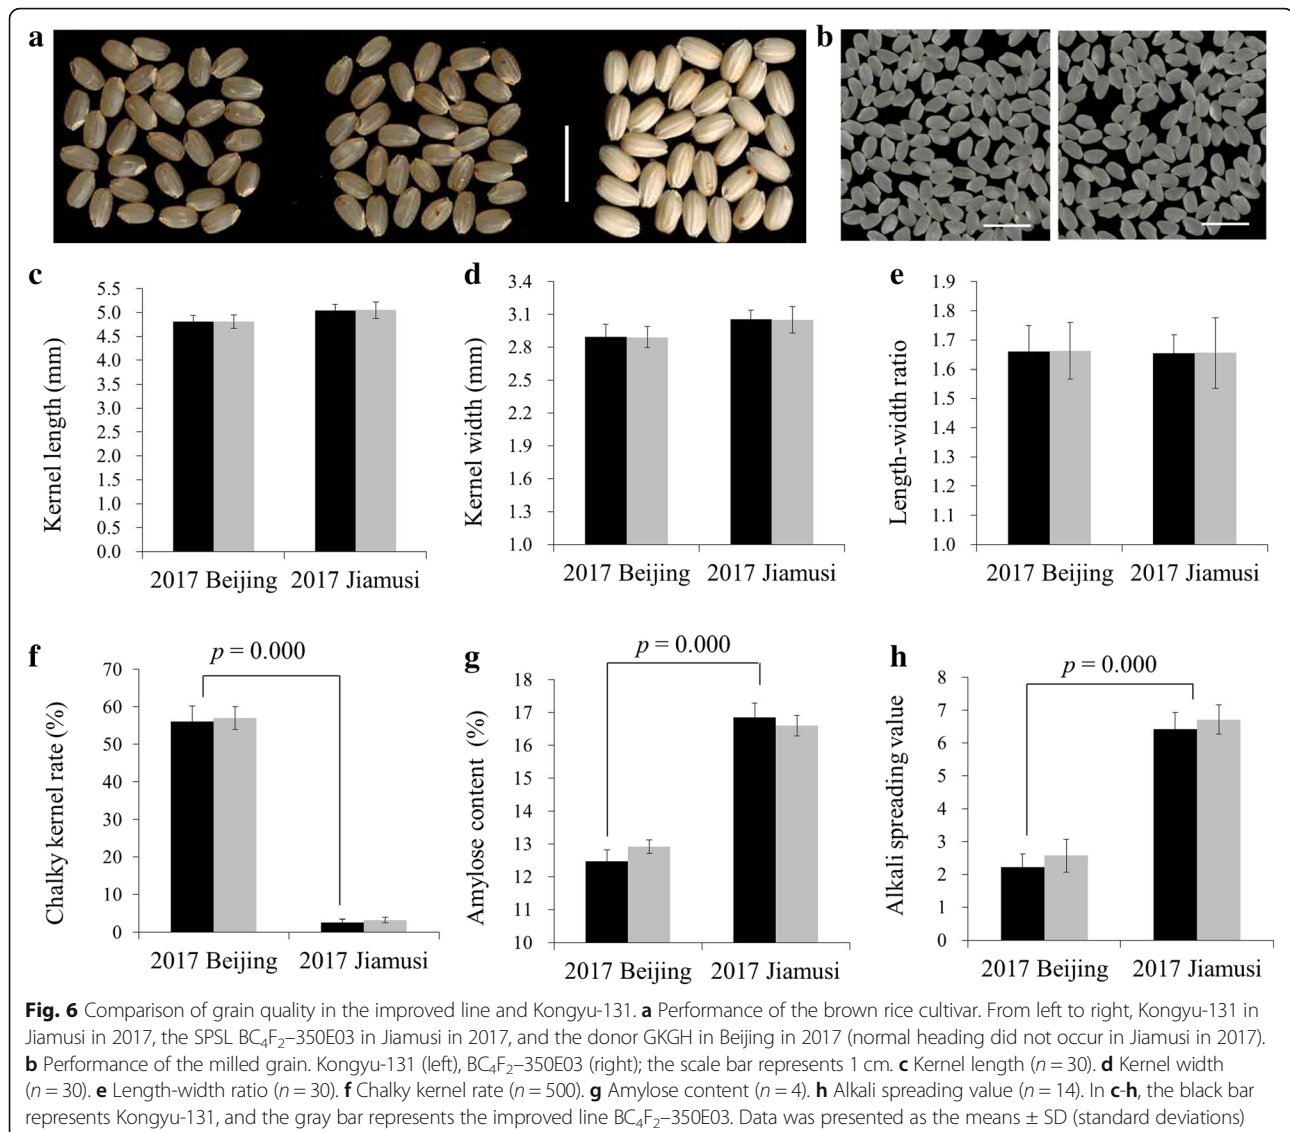 a
b
c
Kernel length (mm)
5.5
5.0
4.5
4.0
3.5
3.0
2.5
2.0
1.5
1.0
0.5
0.0
2017 Beijing 2017 Jiamusi
d
Kernel width (mm)
3.4
3.1
2.8
2.5
2.2
1.9
1.6
1.3
1.0
2017 Beijing 2017 Jiamusi
e
Length-width ratio
1.9
1.8
1.7
1.6
1.5
1.4
1.3
1.2
1.1
1.0
2017 Beijing 2017 Jiamusi
f
p = 0.000
Chalky kernel rate (%)
70
60
50
40
30
20
10
0
2017 Beijing 2017 Jiamusi
g
p = 0.000
Amylose content (%)
18
17
16
15
14
13
12
11
10
2017 Beijing 2017 Jiamusi
h
p = 0.000
Alkali spreading value
8
7
6
5
4
3
2
1
0
2017 Beijing 2017 Jiamusi
Fig. 6 Comparison of grain quality in the improved line and Kongyu-131. a Performance of the brown rice cultivar. From left to right, Kongyu-131 in
Jiamusi in 2017, the SPSL BC₄F₂–350E03 in Jiamusi in 2017, and the donor GKGH in Beijing in 2017 (normal heading did not occur in Jiamusi in 2017).
b Performance of the milled grain. Kongyu-131 (left), BC₄F₂–350E03 (right); the scale bar represents 1 cm. c Kernel length (n = 30). d Kernel width
(n = 30). e Length-width ratio (n = 30). f Chalky kernel rate (n = 500). g Amylose content (n = 4). h Alkali spreading value (n = 14). In c-h, the black bar
represents Kongyu-131, and the gray bar represents the improved line BC₄F₂–350E03. Data was presented as the means ± SD (standard deviations)